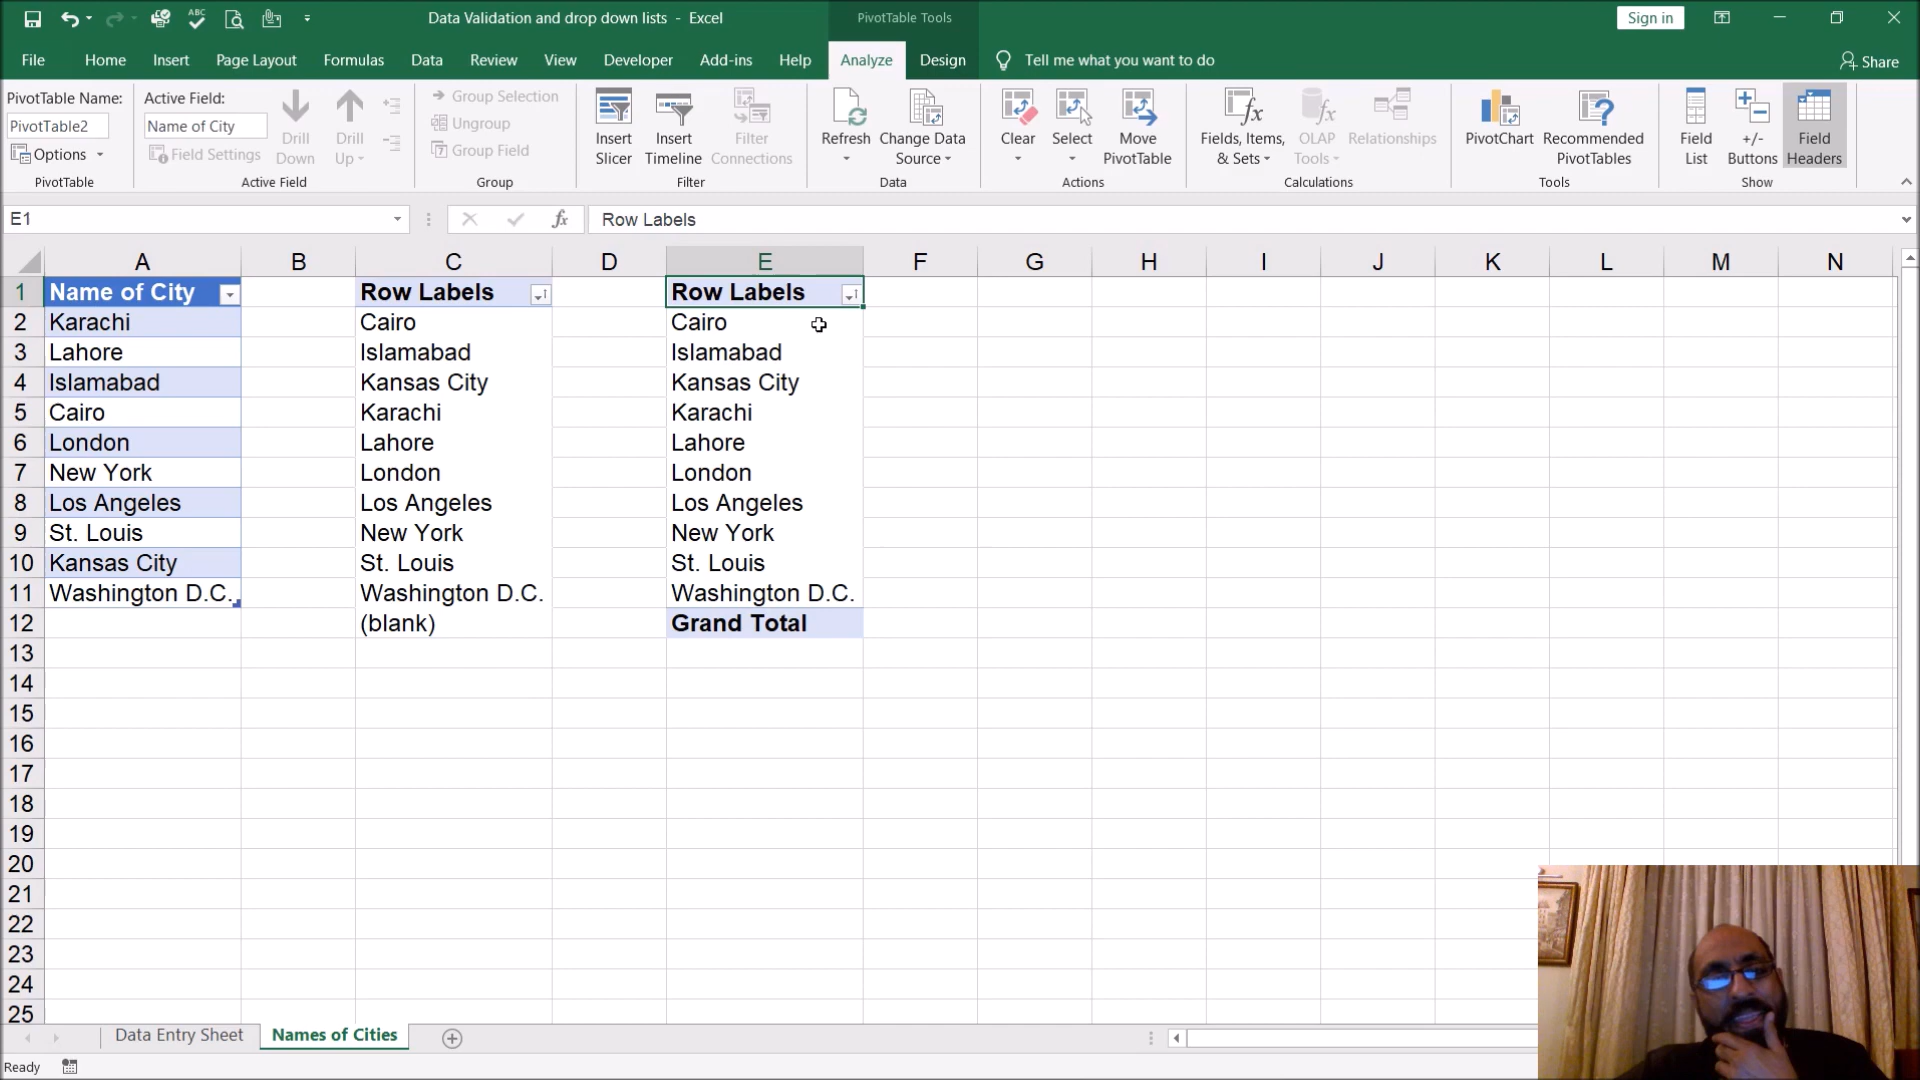 Data Validation and drop down lists - Excel
PivotTable Tools
Sign in
File Home Insert Page Layout Formulas Data Review View Developer Add-ins Help Analyze Design Tell me what you want to do Share
PivotTable Name:
PivotTable2
Options
PivotTable
Active Field:
Name of City
Field Settings
Drill Down
Drill Up
Active Field
Group Selection
Ungroup
Group Field
Group
Insert Slicer
Insert Timeline
Filter Connections
Filter
Refresh
Change Data Source
Data
Clear
Select
Move PivotTable
Actions
Fields, Items, & Sets
OLAP Tools
Relationships
Calculations
PivotChart
Recommended PivotTables
Tools
Field List
+/- Buttons
Field Headers
Show
E1 fx Row Labels
A B C D E F G H I J K L M N
1 Name of City Row Labels Row Labels
2 Karachi Cairo Cairo
3 Lahore Islamabad Islamabad
4 Islamabad Kansas City Kansas City
5 Cairo Karachi Karachi
6 London Lahore Lahore
7 New York London London
8 Los Angeles Los Angeles Los Angeles
9 St. Louis New York New York
10 Kansas City St. Louis St. Louis
11 Washington D.C. Washington D.C. Washington D.C.
12 (blank) Grand Total
13
14
15
16
17
18
19
20
21
22
23
24
25
Data Entry Sheet Names of Cities
Ready